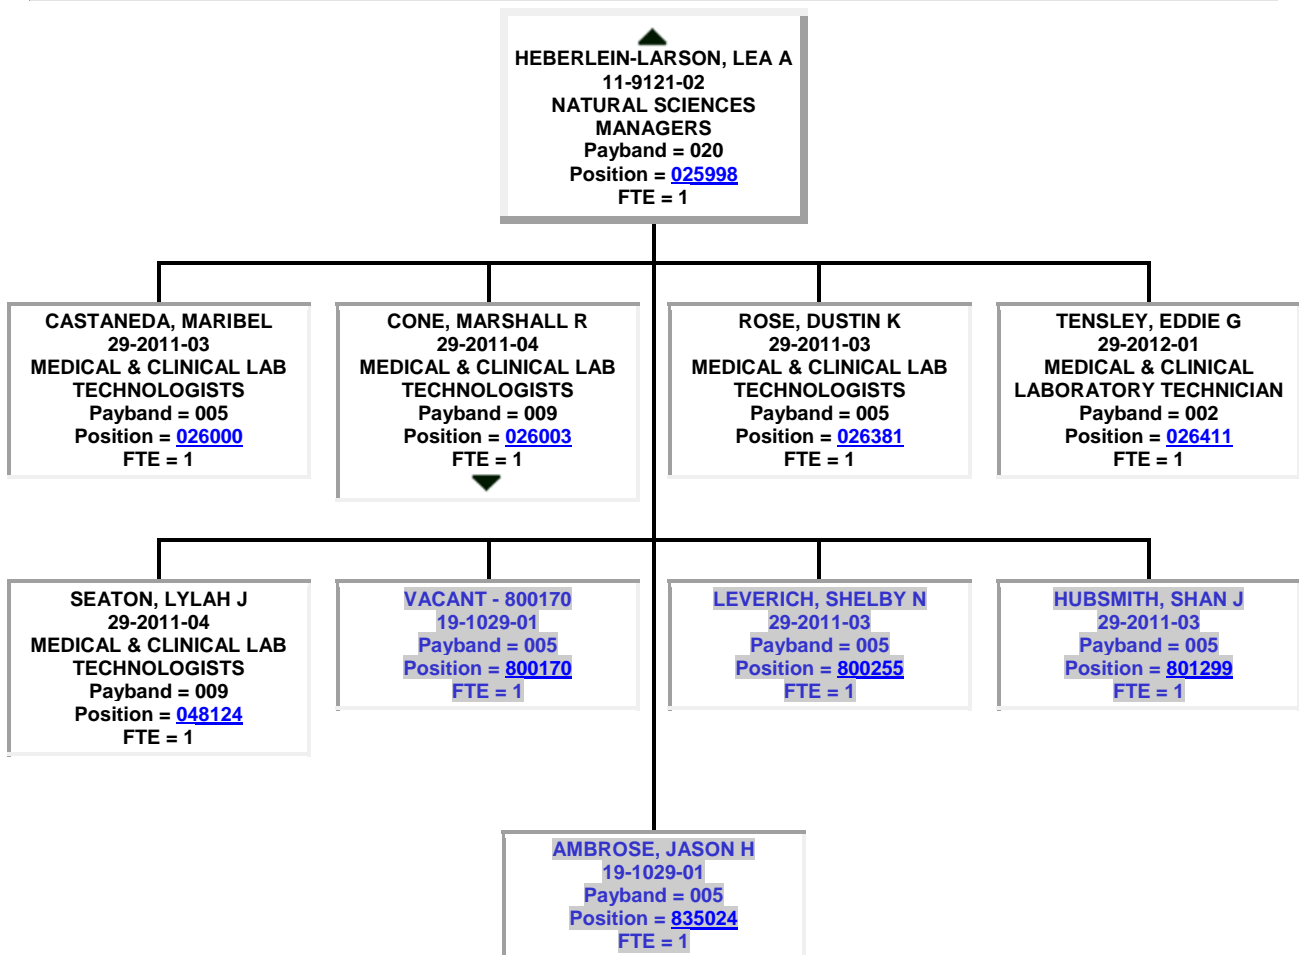 HEBERLEIN-LARSON, LEA A
11-9121-02
NATURAL SCIENCES
MANAGERS
Payband = 020
Position = 025998
FTE = 1
CASTANEDA, MARIBEL
29-2011-03
MEDICAL & CLINICAL LAB
TECHNOLOGISTS
Payband = 005
Position = 026000
FTE = 1
CONE, MARSHALL R
29-2011-04
MEDICAL & CLINICAL LAB
TECHNOLOGISTS
Payband = 009
Position = 026003
FTE = 1
ROSE, DUSTIN K
29-2011-03
MEDICAL & CLINICAL LAB
TECHNOLOGISTS
Payband = 005
Position = 026381
FTE = 1
TENSLEY, EDDIE G
29-2012-01
MEDICAL & CLINICAL
LABORATORY TECHNICIAN
Payband = 002
Position = 026411
FTE = 1
SEATON, LYLAH J
29-2011-04
MEDICAL & CLINICAL LAB
TECHNOLOGISTS
Payband = 009
Position = 048124
FTE = 1
VACANT - 800170
19-1029-01
Payband = 005
Position = 800170
FTE = 1
LEVERICH, SHELBY N
29-2011-03
Payband = 005
Position = 800255
FTE = 1
HUBSMITH, SHAN J
29-2011-03
Payband = 005
Position = 801299
FTE = 1
AMBROSE, JASON H
19-1029-01
Payband = 005
Position = 835024
FTE = 1